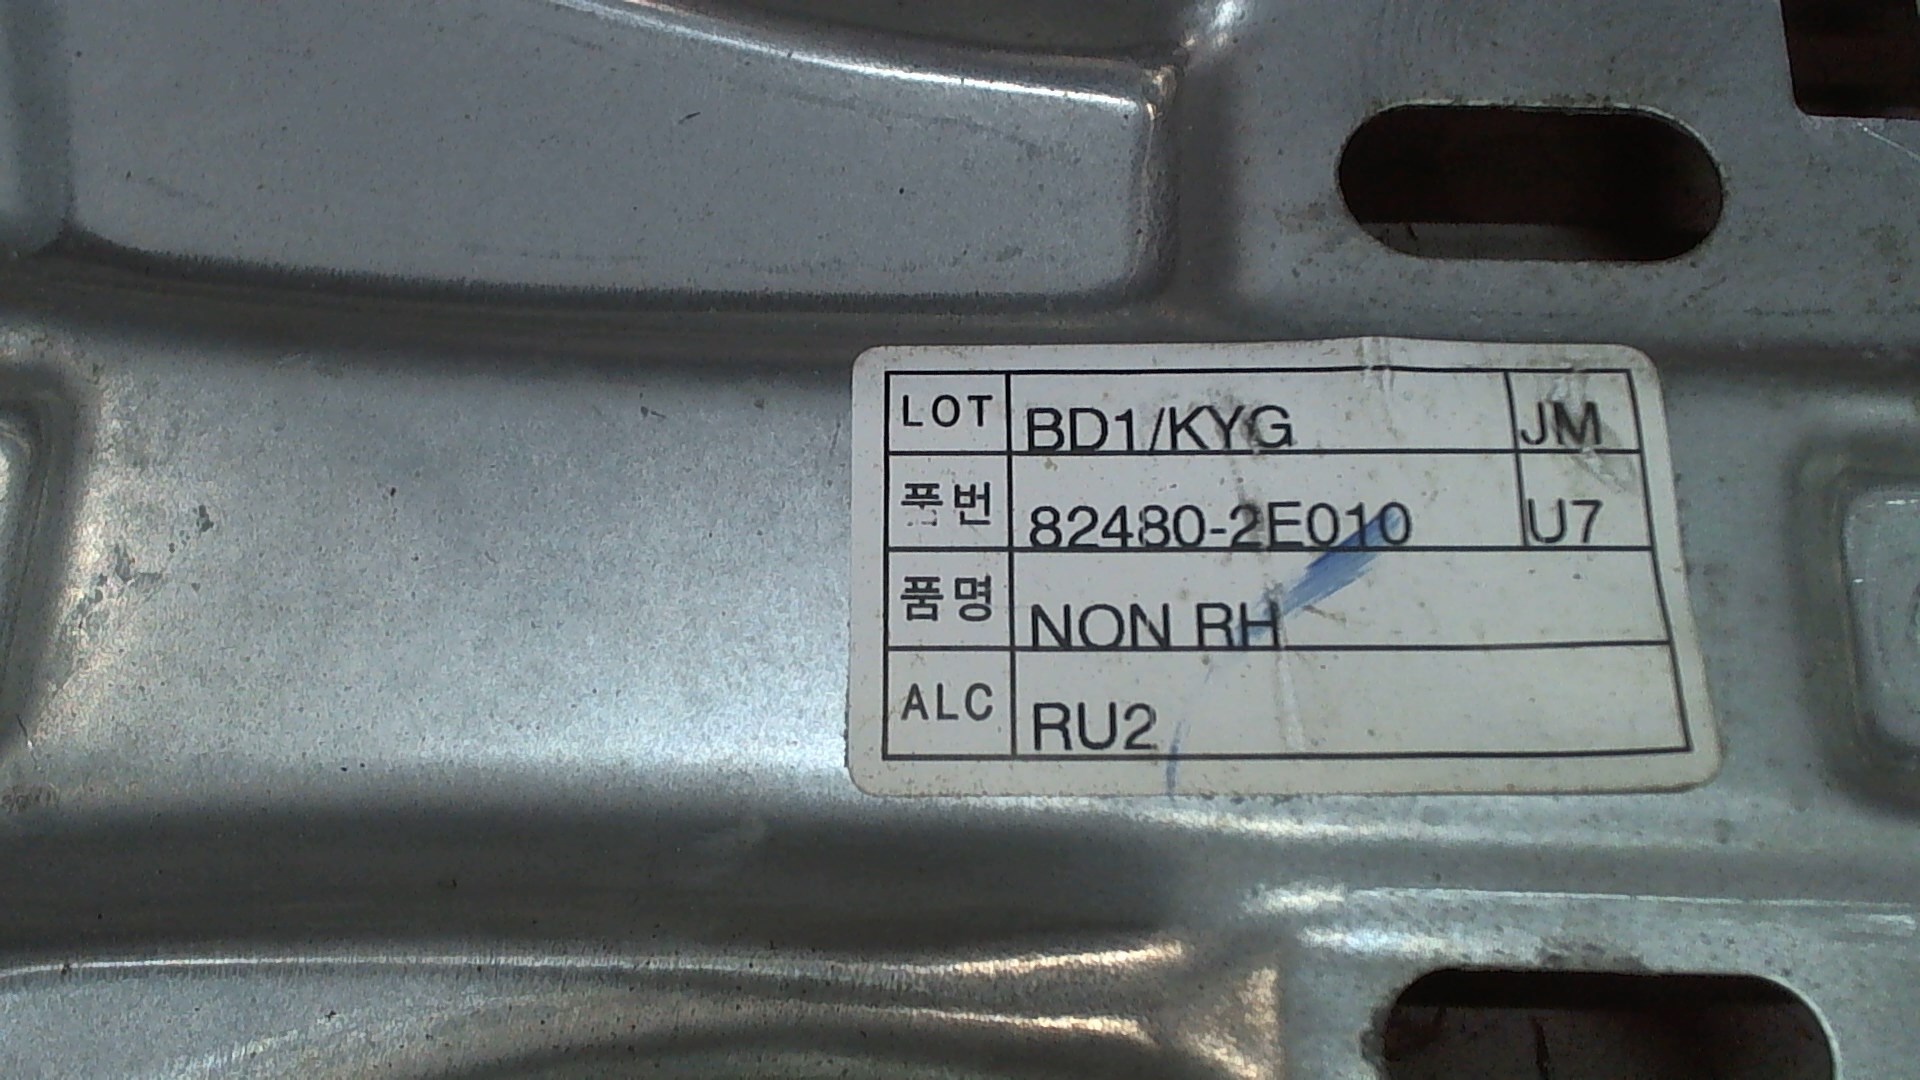 LOT BD1/KYG JM
품번 82480-2E010 U7
품명 NON RH
ALC RU2